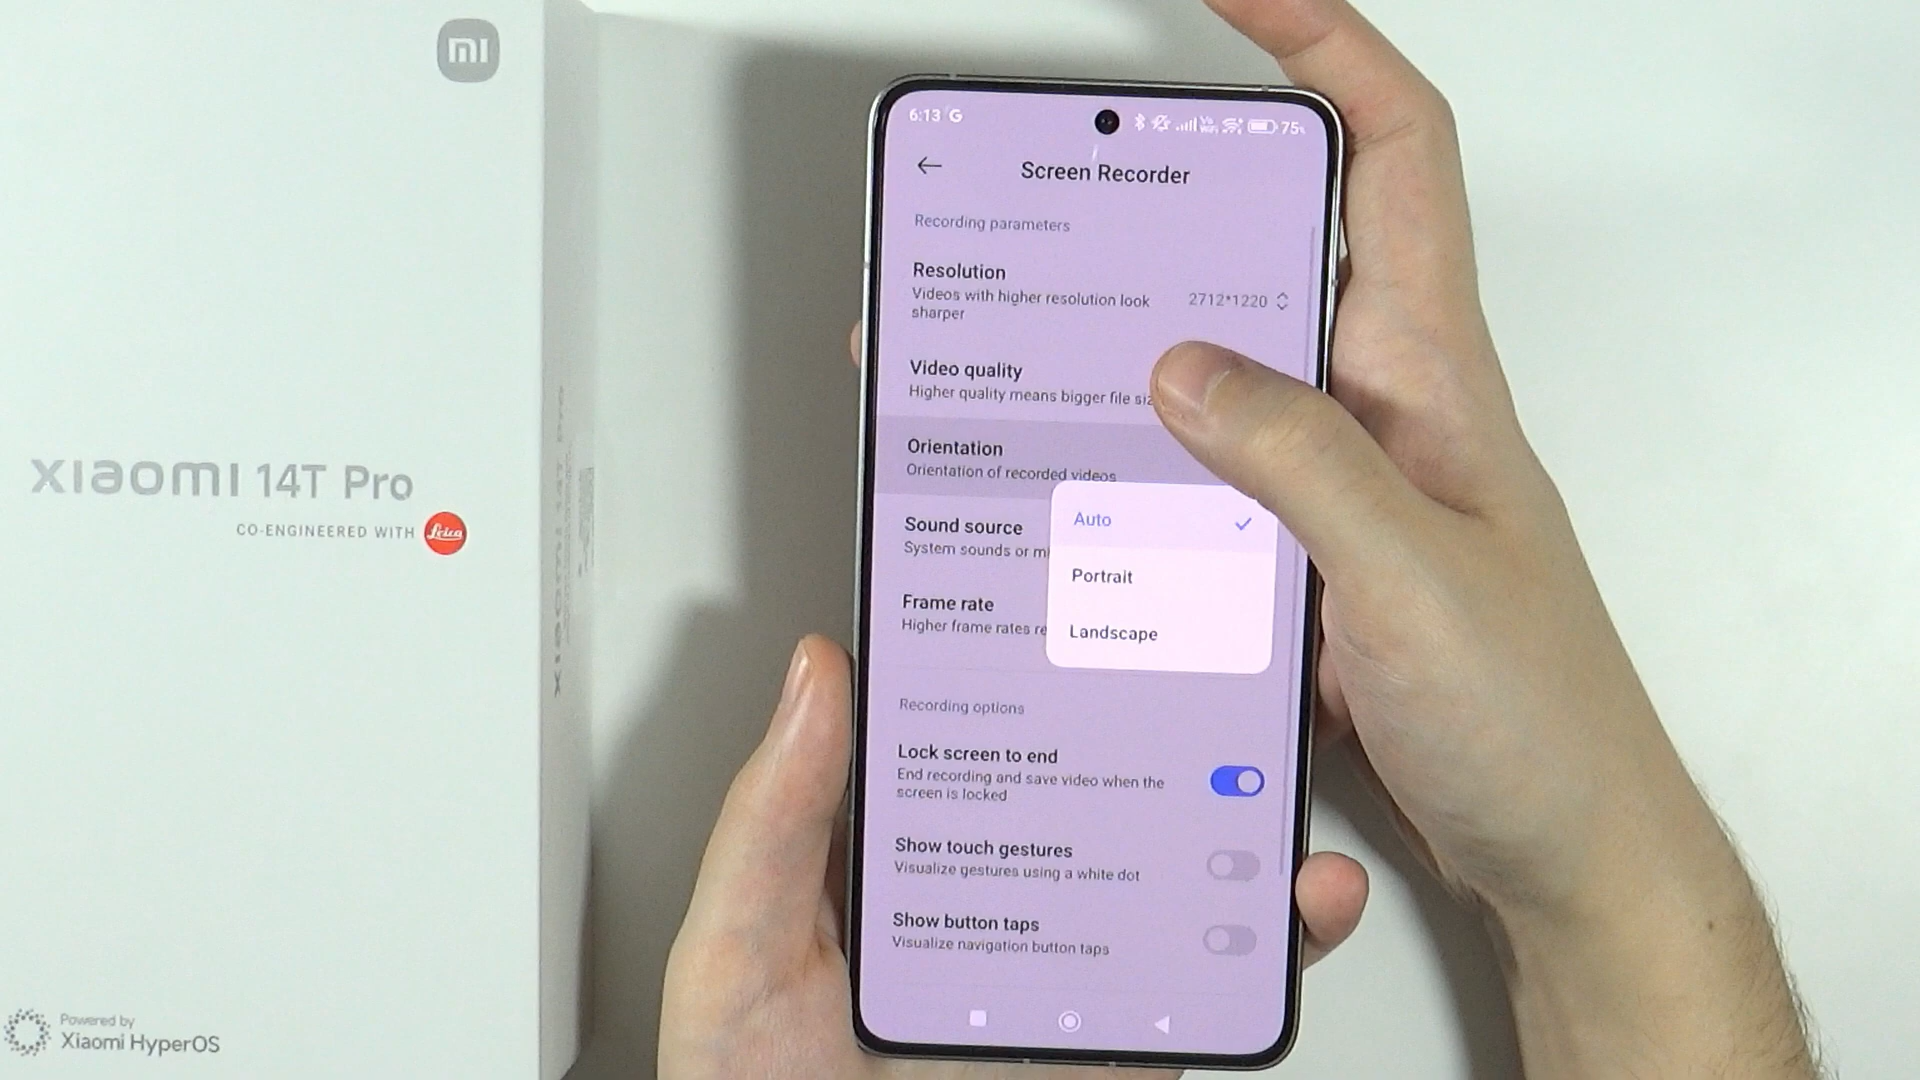 mi
XIAOMI 14T Pro
CO-ENGINEERED WITH Leica
Powered by
Xiaomi HyperOS
6:13 G
Vo
WiFi
75%
Screen Recorder
Recording parameters
Resolution
Videos with higher resolution look
sharper
2712*1220
Video quality
Higher quality means bigger file
Orientation
Orientation of recorded videos
Auto
Portrait
Landscape
Sound source
System sounds or
Frame rate
Higher frame rates
Recording options
Lock screen to end
End recording and save video when the
screen is locked
Show touch gestures
Visualize gestures using a white dot
Show button taps
Visualize navigation button taps